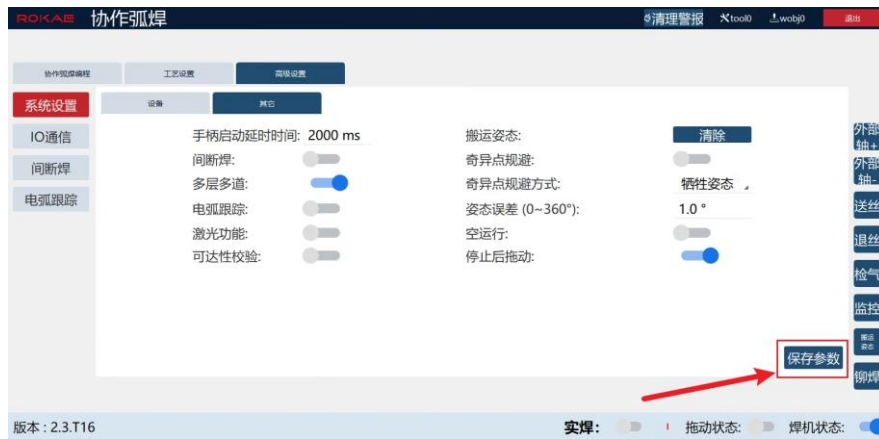 ROKAE 协作弧焊 清理警报 tool0 wobj0 退出
协作弧焊编程 工艺设置 高级设置
系统设置 设备 其它
IO通信
间断焊
电弧跟踪
手柄启动延时时间: 2000 ms
间断焊:
多层多道:
电弧跟踪:
激光功能:
可达性校验:
搬运姿态: 清除
奇异点规避:
奇异点规避方式: 牺牲姿态
姿态误差 (0~360°): 1.0 °
空运行:
停止后拖动:
保存参数
外部
轴+
外部
轴-
送丝
退丝
检气
监控
搬运
姿态
铆焊
版本 : 2.3.T16 实焊: 拖动状态: 焊机状态: